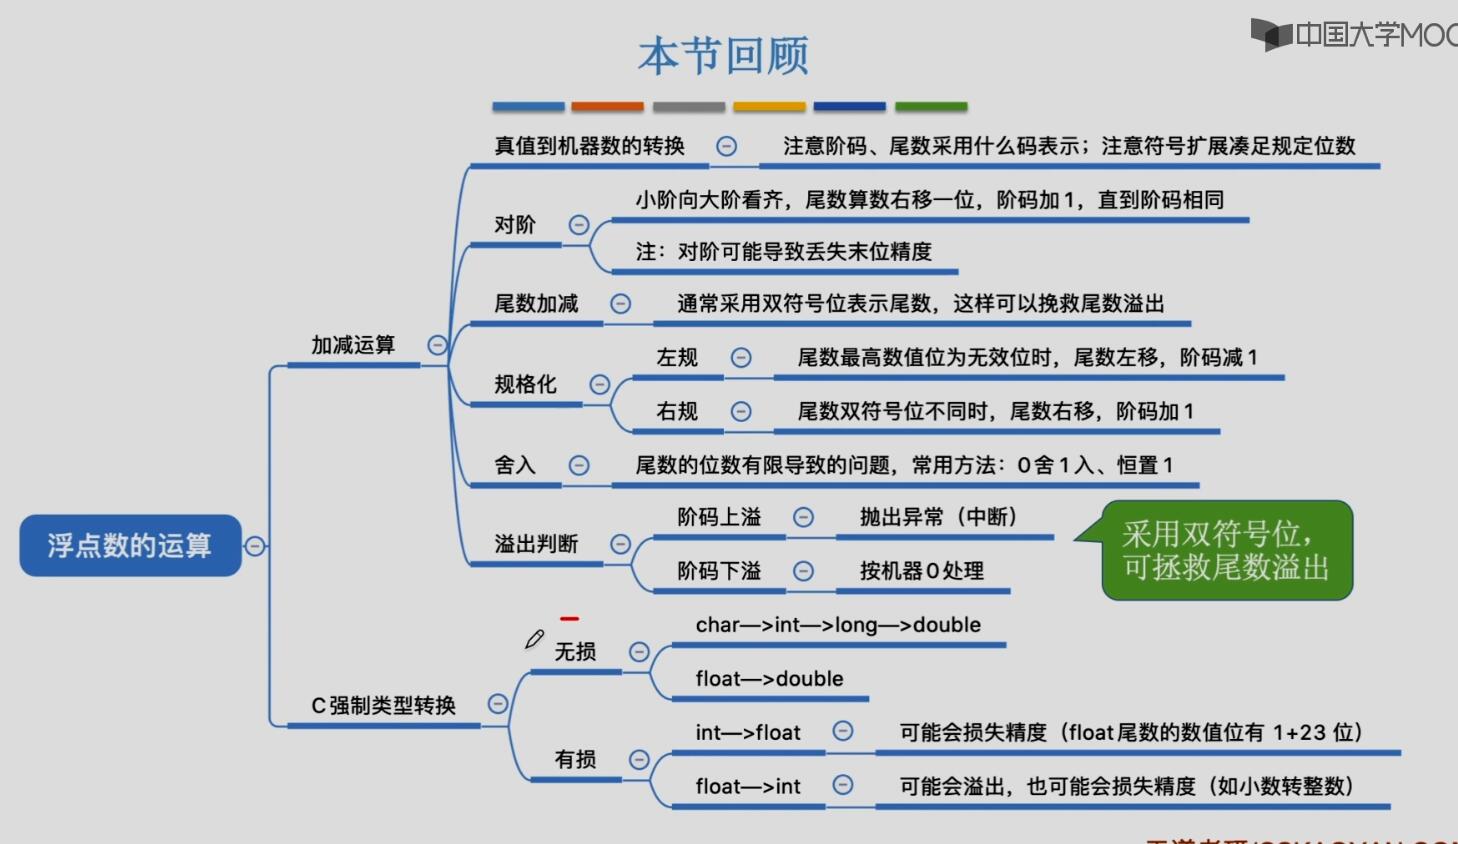 中国大学MOO
本节回顾
真值到机器数的转换
注意阶码、尾数采用什么码表示；注意符号扩展凑足规定位数
对阶
小阶向大阶看齐，尾数算数右移一位，阶码加1，直到阶码相同
注：对阶可能导致丢失末位精度
尾数加减
通常采用双符号位表示尾数，这样可以挽救尾数溢出
加减运算
规格化
左规
尾数最高数值位为无效位时，尾数左移，阶码减1
右规
尾数双符号位不同时，尾数右移，阶码加1
舍入
尾数的位数有限导致的问题，常用方法：0舍1入、恒置1
溢出判断
阶码上溢
抛出异常（中断）
阶码下溢
按机器0处理
采用双符号位，
可拯救尾数溢出
浮点数的运算
C强制类型转换
无损
char—>int—>long—>double
float—>double
有损
int—>float
可能会损失精度（float尾数的数值位有 1+23 位）
float—>int
可能会溢出，也可能会损失精度（如小数转整数）